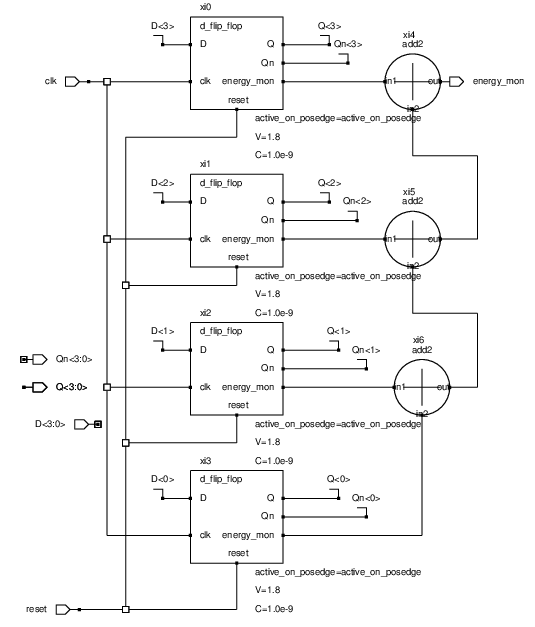 xi0
D<3>
d_flip_flop
Q<3>
xi4
add2
D
Q
Qn<3>
Qn
clk
clk
energy_mon
in1
out
energy_mon
reset
in2
active_on_posedge=active_on_posedge
V=1.8
C=1.0e-9
xi1
D<2>
d_flip_flop
Q<2>
xi5
add2
D
Q
Qn<2>
Qn
clk
energy_mon
in1
out
reset
in2
active_on_posedge=active_on_posedge
V=1.8
C=1.0e-9
xi2
D<1>
d_flip_flop
Q<1>
xi6
add2
D
Q
Qn<1>
Qn<3:0>
Qn
Q<3:0>
clk
energy_mon
in1
out
reset
in2
D<3:0>
active_on_posedge=active_on_posedge
V=1.8
C=1.0e-9
xi3
D<0>
d_flip_flop
Q<0>
D
Q
Qn<0>
Qn
clk
energy_mon
reset
active_on_posedge=active_on_posedge
V=1.8
reset
C=1.0e-9